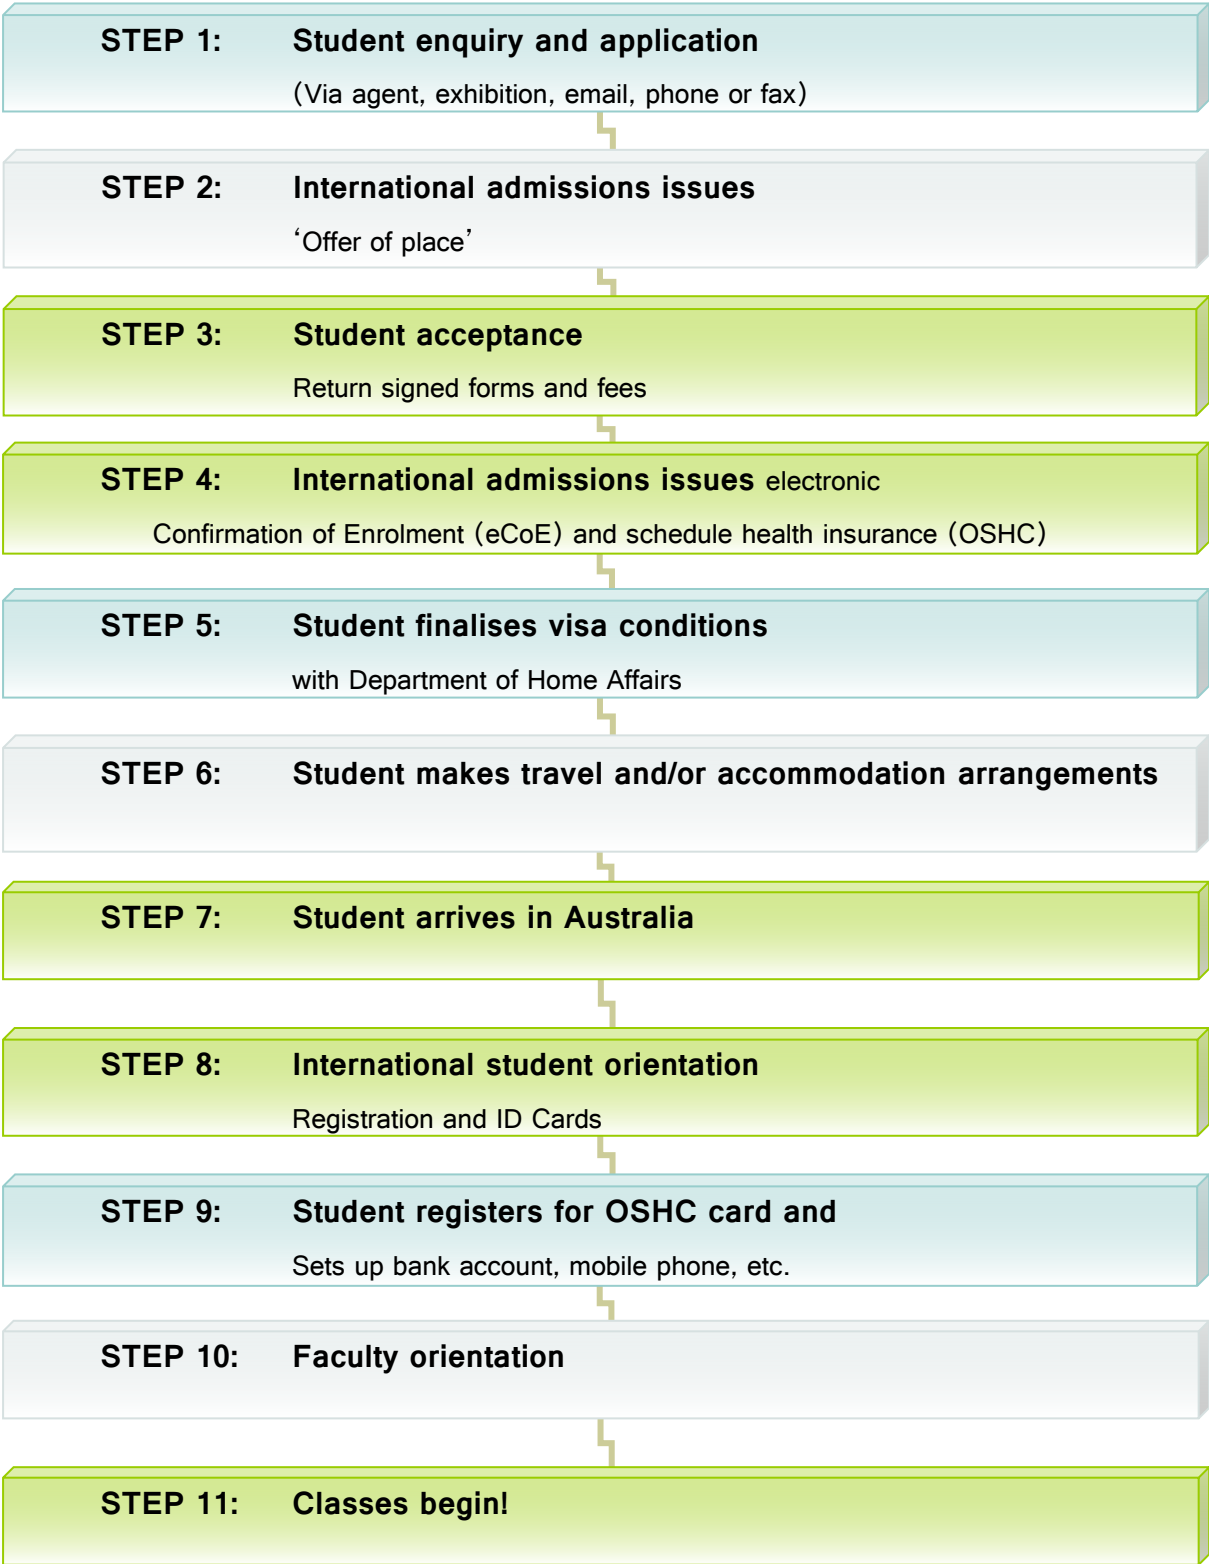 STEP 1: Student enquiry and application
(Via agent, exhibition, email, phone or fax)
STEP 2: International admissions issues
‘Offer of place’
STEP 3: Student acceptance
Return signed forms and fees
STEP 4: International admissions issues electronic
Confirmation of Enrolment (eCoE) and schedule health insurance (OSHC)
STEP 5: Student finalises visa conditions
with Department of Home Affairs
STEP 6: Student makes travel and/or accommodation arrangements
STEP 7: Student arrives in Australia
STEP 8: International student orientation
Registration and ID Cards
STEP 9: Student registers for OSHC card and
Sets up bank account, mobile phone, etc.
STEP 10: Faculty orientation
STEP 11: Classes begin!